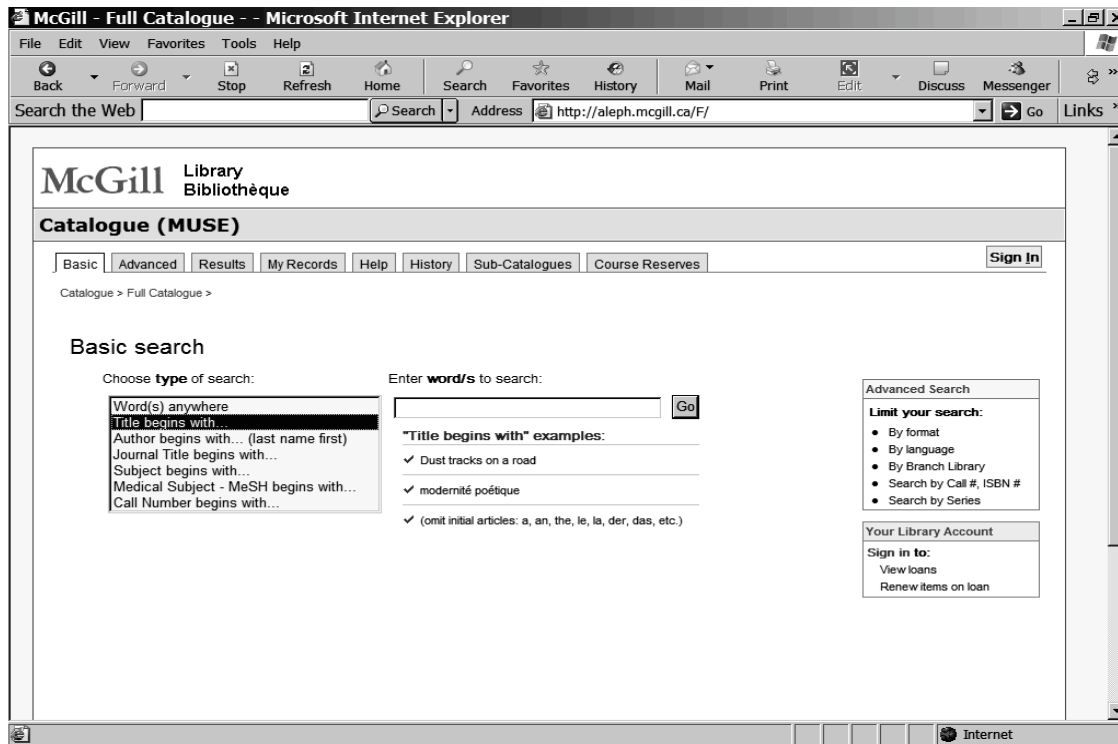 McGill - Full Catalogue - - Microsoft Internet Explorer
File Edit View Favorites Tools Help
Back Forward Stop Refresh Home Search Favorites History Mail Print Edit Discuss Messenger
Search the Web Search Address http://aleph.mcgill.ca/F/ Go Links
McGill Library
Bibliothèque
Catalogue (MUSE)
Basic Advanced Results My Records Help History Sub-Catalogues Course Reserves Sign In
Catalogue > Full Catalogue >
Basic search
Choose type of search:
Word(s) anywhere
Title begins with...
Author begins with... (last name first)
Journal Title begins with...
Subject begins with...
Medical Subject - MeSH begins with...
Call Number begins with...
Enter word/s to search:
Go
"Title begins with" examples:
✓ Dust tracks on a road
✓ modernité poétique
✓ (omit initial articles: a, an, the, le, la, der, das, etc.)
Advanced Search
Limit your search:
• By format
• By language
• By Branch Library
• Search by Call #, ISBN #
• Search by Series
Your Library Account
Sign in to:
View loans
Renew items on loan
Internet